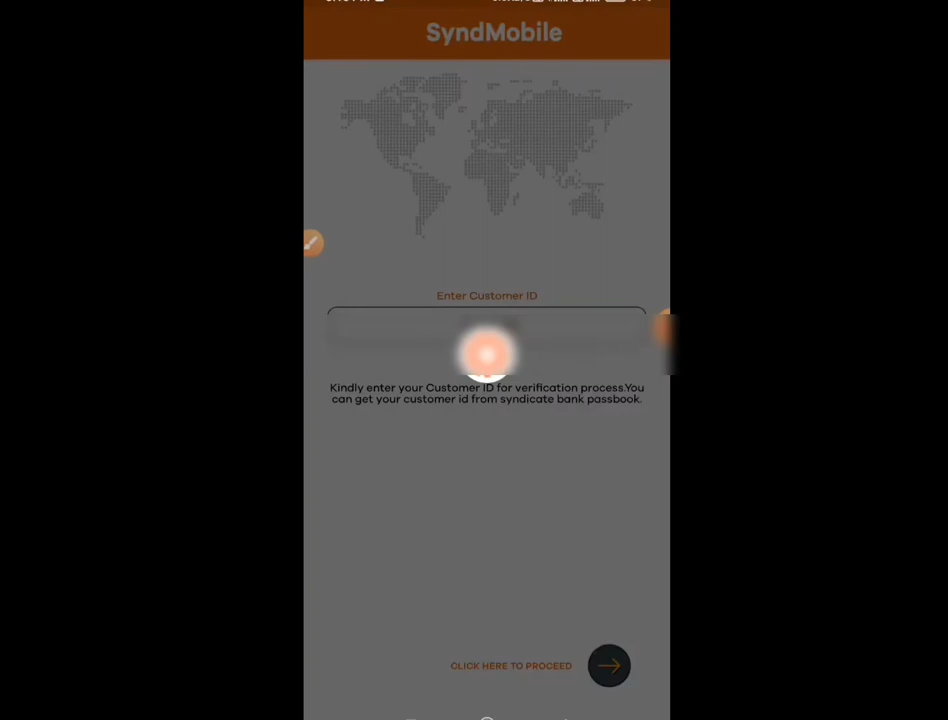 SyndMobile
Enter Customer ID
Kindly enter your Customer ID for verification process.You
can get your customer id from syndicate bank passbook.
CLICK HERE TO PROCEED